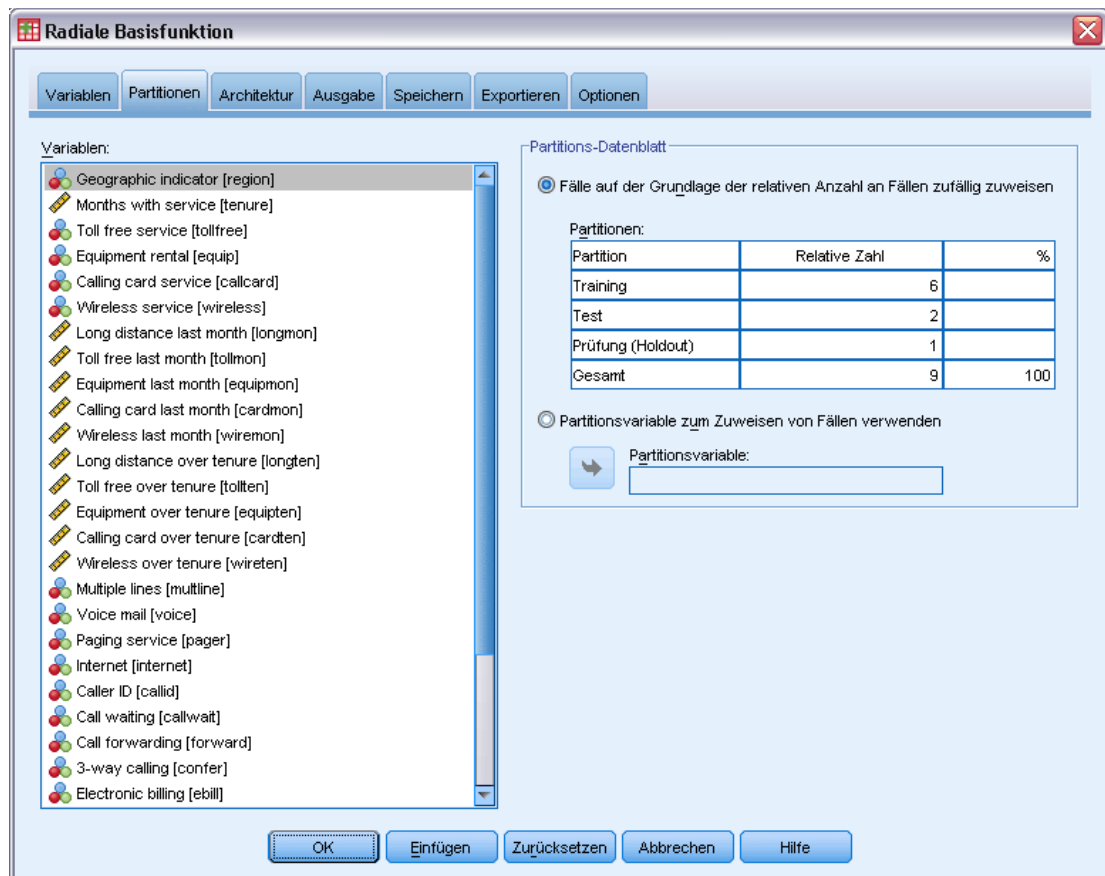 Radiale Basisfunktion
Variablen Partitionen Architektur Ausgabe Speichern Exportieren Optionen
Variablen:
Geographic indicator [region]
Months with service [tenure]
Toll free service [tollfree]
Equipment rental [equip]
Calling card service [callcard]
Wireless service [wireless]
Long distance last month [longmon]
Toll free last month [tollmon]
Equipment last month [equipmon]
Calling card last month [cardmon]
Wireless last month [wiremon]
Long distance over tenure [longten]
Toll free over tenure [tollten]
Equipment over tenure [equipten]
Calling card over tenure [cardten]
Wireless over tenure [wireten]
Multiple lines [multline]
Voice mail [voice]
Paging service [pager]
Internet [internet]
Caller ID [callid]
Call waiting [callwait]
Call forwarding [forward]
3-way calling [confer]
Electronic billing [ebill]
Partitions-Datenblatt
Fälle auf der Grundlage der relativen Anzahl an Fällen zufällig zuweisen
Partitionen:
Partition Relative Zahl %
Training 6
Test 2
Prüfung (Holdout) 1
Gesamt 9 100
Partitionsvariable zum Zuweisen von Fällen verwenden
Partitionsvariable:
OK Einfügen Zurücksetzen Abbrechen Hilfe